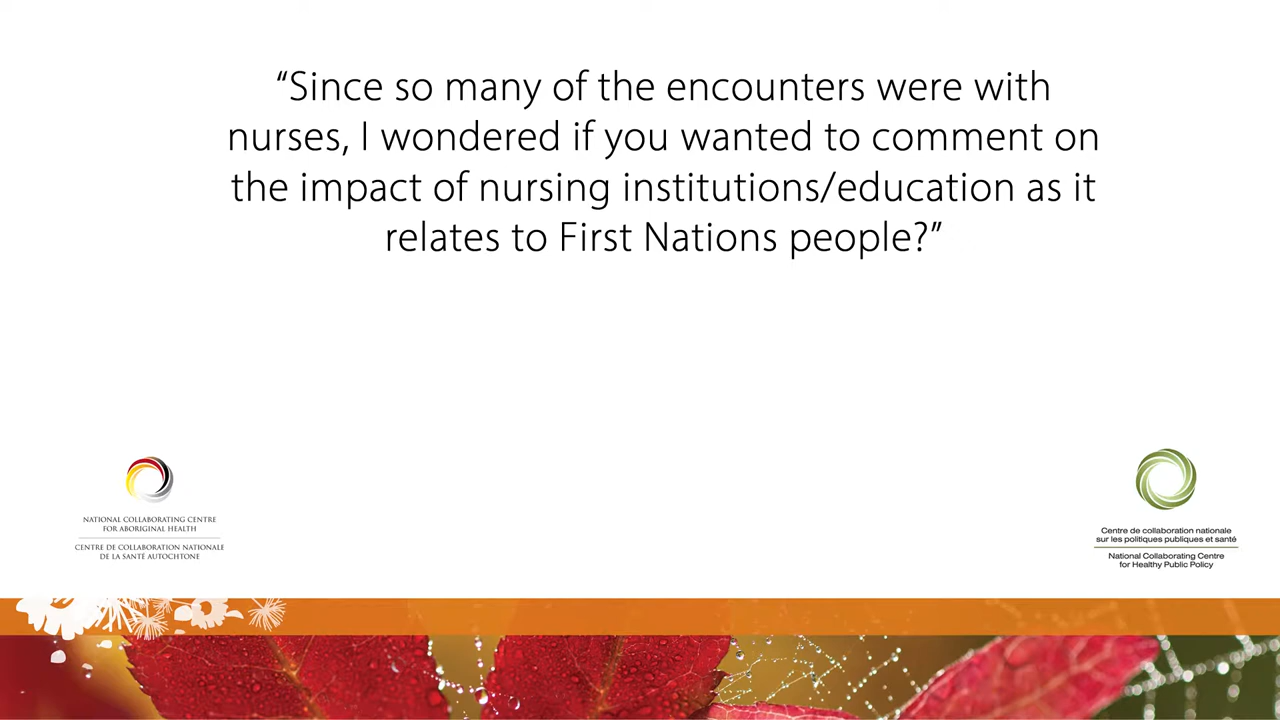 “Since so many of the encounters were with
nurses, I wondered if you wanted to comment on
the impact of nursing institutions/education as it
relates to First Nations people?”
NATIONAL COLLABORATING CENTRE
FOR ABORIGINAL HEALTH
CENTRE DE COLLABORATION NATIONALE
DE LA SANTÉ AUTOCHTONE
Centre de collaboration nationale
sur les politiques publiques et santé
National Collaborating Centre
for Healthy Public Policy